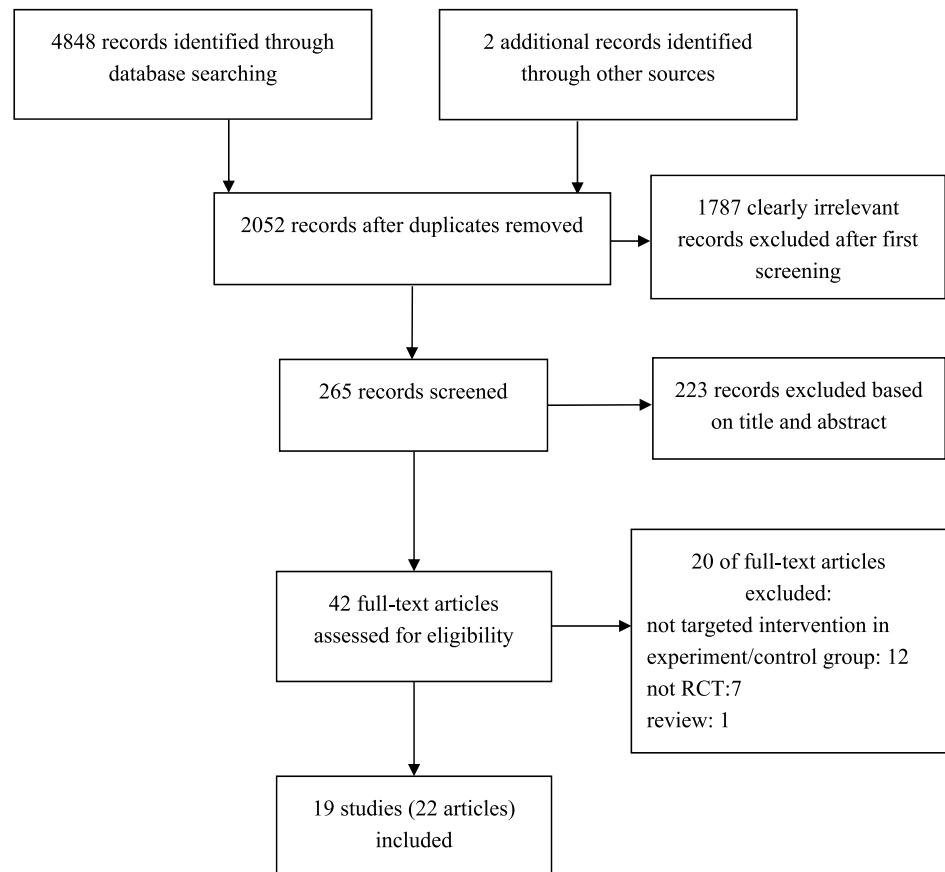 4848 records identified through
database searching
2 additional records identified
through other sources
2052 records after duplicates removed
1787 clearly irrelevant
records excluded after first
screening
265 records screened
223 records excluded based
on title and abstract
42 full-text articles
assessed for eligibility
20 of full-text articles
excluded:
not targeted intervention in
experiment/control group: 12
not RCT:7
review: 1
19 studies (22 articles)
included